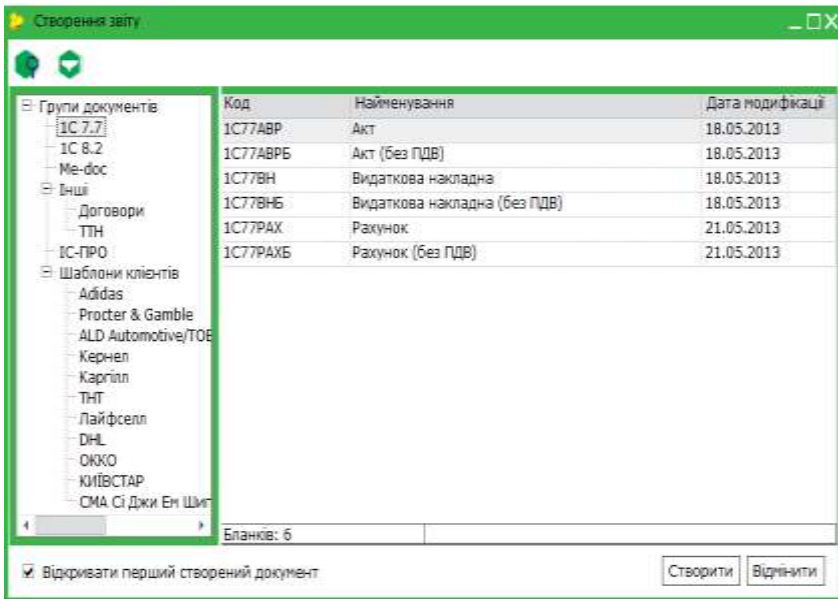 Створення звіту
Групи документів
1С 7.7
1С 8.2
Me-doc
Інші
Договори
ТТН
ІС-ПРО
Шаблони клієнтів
Adidas
Procter & Gamble
ALD Automotive/ТОВ
Кернел
Каргілл
ТНТ
Лайфселл
DHL
ОККО
КИЇВСТАР
СМА Сі Джи Ем Шип
Код Найменування Дата модифікації
1С77АВР Акт 18.05.2013
1С77АВРБ Акт (без ПДВ) 18.05.2013
1С77ВН Видаткова накладна 18.05.2013
1С77ВНБ Видаткова накладна (без ПДВ) 18.05.2013
1С77РАХ Рахунок 21.05.2013
1С77РАХБ Рахунок (без ПДВ) 21.05.2013
Бланків: 6
Відкривати перший створений документ
Створити Відмінити